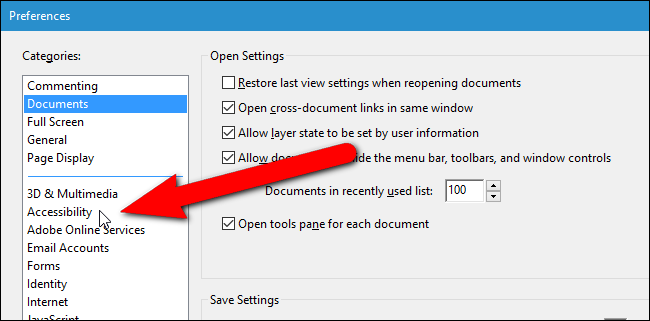 Preferences
Categories:
Commenting
Documents
Full Screen
General
Page Display
3D & Multimedia
Accessibility
Adobe Online Services
Email Accounts
Forms
Identity
Internet
JavaScript
Open Settings
Restore last view settings when reopening documents
Open cross-document links in same window
Allow layer state to be set by user information
Allow the menu bar, toolbars, and window controls
Documents in recently used list: 100
Open tools pane for each document
Save Settings